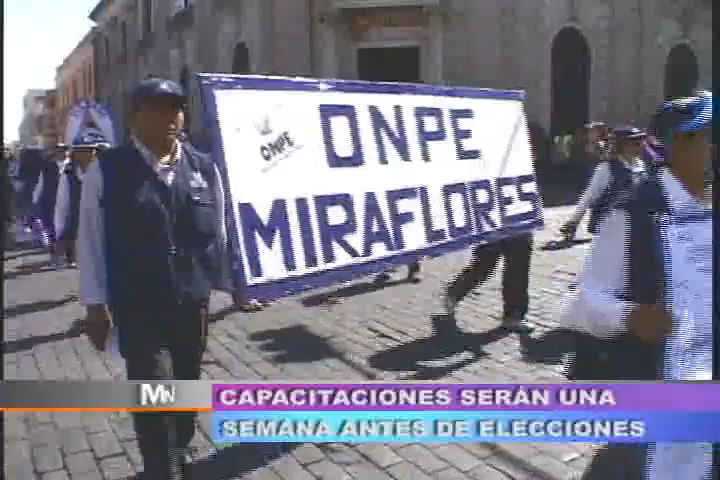 ONPE
ONPE
MIRAFLORES
MN
CAPACITACIONES SERÁN UNA
SEMANA ANTES DE ELECCIONES